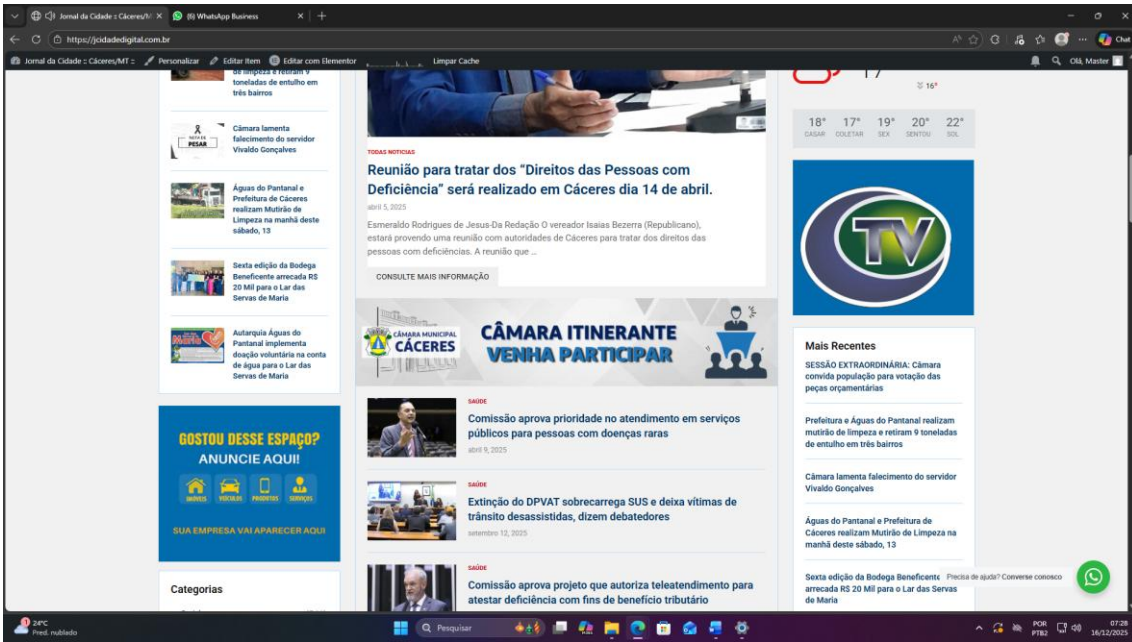 Jornal da Cidade :: Cáceres/M
(6) WhatsApp Business
https://jcidadedigital.com.br
Chat
Jornal da Cidade :: Cáceres/MT ::
Personalizar
Editar Item
Editar com Elementor
Limpar Cache
Olá, Master
de limpeza e retiram 9
toneladas de entulho em
três bairros
NOTA DE
PESAR
Câmara lamenta
falecimento do servidor
Vivaldo Gonçalves
Águas do Pantanal e
Prefeitura de Cáceres
realizam Mutirão de
Limpeza na manhã deste
sábado, 13
Sexta edição da Bodega
Beneficente arrecada R$
20 Mil para o Lar das
Servas de Maria
Autarquia Águas do
Pantanal implementa
doação voluntária na conta
de água para o Lar das
Servas de Maria
GOSTOU DESSE ESPAÇO?
ANUNCIE AQUI!
IMÓVEIS
VEÍCULOS
PRODUTOS
SERVIÇOS
SUA EMPRESA VAI APARECER AQUI
Categorias
TODAS NOTICIAS
Reunião para tratar dos “Direitos das Pessoas com
Deficiência” será realizado em Cáceres dia 14 de abril.
abril 5, 2025
Esmeraldo Rodrigues de Jesus-Da Redação O vereador Isaias Bezerra (Republicano),
estará provendo uma reunião com autoridades de Cáceres para tratar dos direitos das
pessoas com deficiências. A reunião que ...
CONSULTE MAIS INFORMAÇÃO
CÂMARA MUNICIPAL
CÁCERES
CÂMARA ITINERANTE
VENHA PARTICIPAR
SAÚDE
Comissão aprova prioridade no atendimento em serviços
públicos para pessoas com doenças raras
abril 9, 2025
SAÚDE
Extinção do DPVAT sobrecarrega SUS e deixa vítimas de
trânsito desassistidas, dizem debatedores
setembro 12, 2025
SAÚDE
Comissão aprova projeto que autoriza teleatendimento para
atestar deficiência com fins de benefício tributário
17°
16°
18° 17° 19° 20° 22°
CASAR COLETAR SEX SENTOU SOL
TV
Mais Recentes
SESSÃO EXTRAORDINÁRIA: Câmara
convida população para votação das
peças orçamentárias
Prefeitura e Águas do Pantanal realizam
mutirão de limpeza e retiram 9 toneladas
de entulho em três bairros
Câmara lamenta falecimento do servidor
Vivaldo Gonçalves
Águas do Pantanal e Prefeitura de
Cáceres realizam Mutirão de Limpeza na
manhã deste sábado, 13
Sexta edição da Bodega Beneficente
arrecada R$ 20 Mil para o Lar das Servas
de Maria
Precisa de ajuda? Converse conosco
24°C
Pred. nublado
Pesquisar
POR
PTB2
07:28
16/12/2025